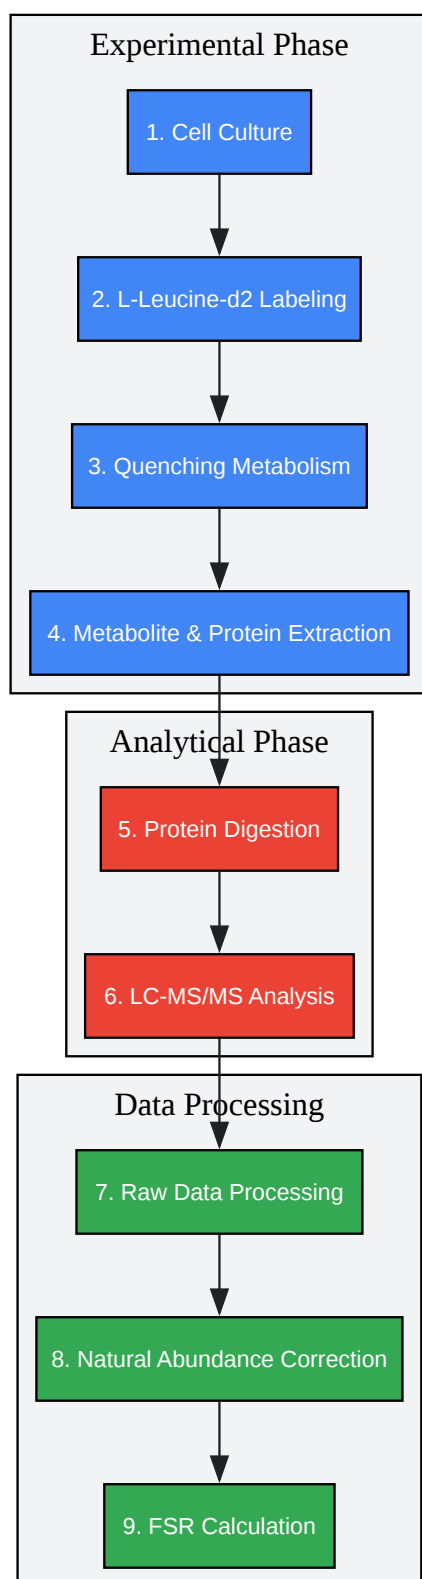 Experimental Phase
1. Cell Culture
2. L-Leucine-d2 Labeling
3. Quenching Metabolism
4. Metabolite & Protein Extraction
Analytical Phase
5. Protein Digestion
6. LC-MS/MS Analysis
Data Processing
7. Raw Data Processing
8. Natural Abundance Correction
9. FSR Calculation